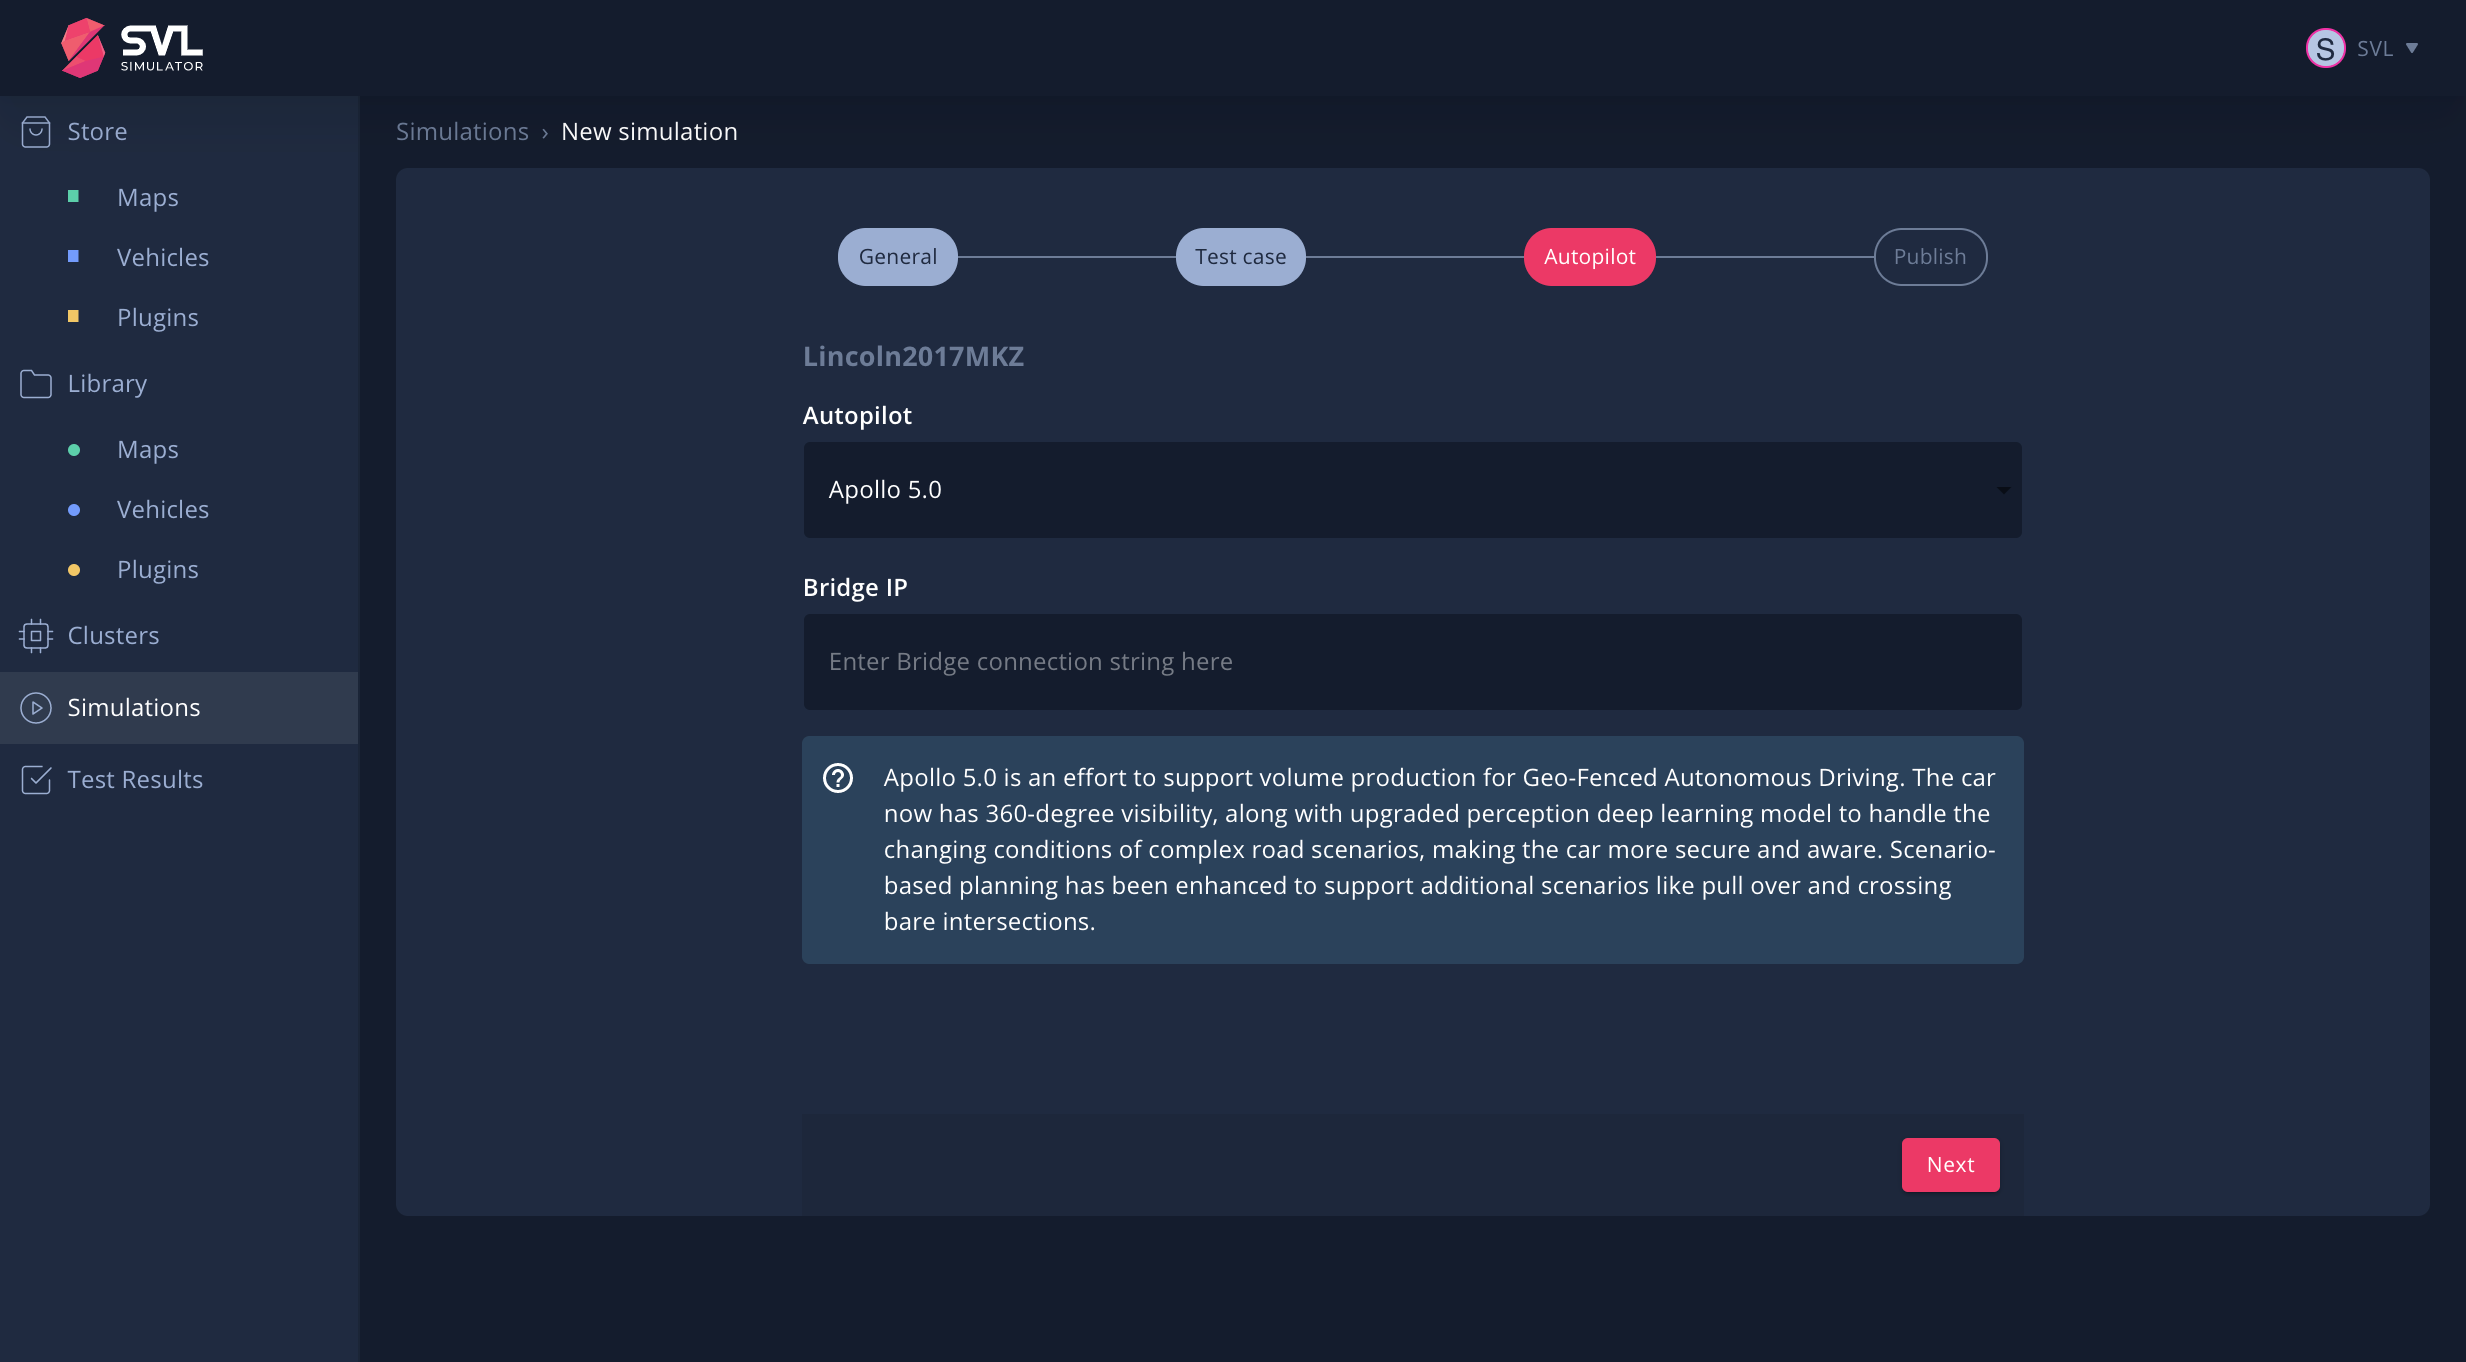 SVL
SIMULATOR
S SVL
Store
Maps
Vehicles
Plugins
Library
Maps
Vehicles
Plugins
Clusters
Simulations
Test Results
Simulations › New simulation
General
Test case
Autopilot
Publish
Lincoln2017MKZ
Autopilot
Apollo 5.0
Bridge IP
Enter Bridge connection string here
Apollo 5.0 is an effort to support volume production for Geo-Fenced Autonomous Driving. The car
now has 360-degree visibility, along with upgraded perception deep learning model to handle the
changing conditions of complex road scenarios, making the car more secure and aware. Scenario-
based planning has been enhanced to support additional scenarios like pull over and crossing
bare intersections.
Next